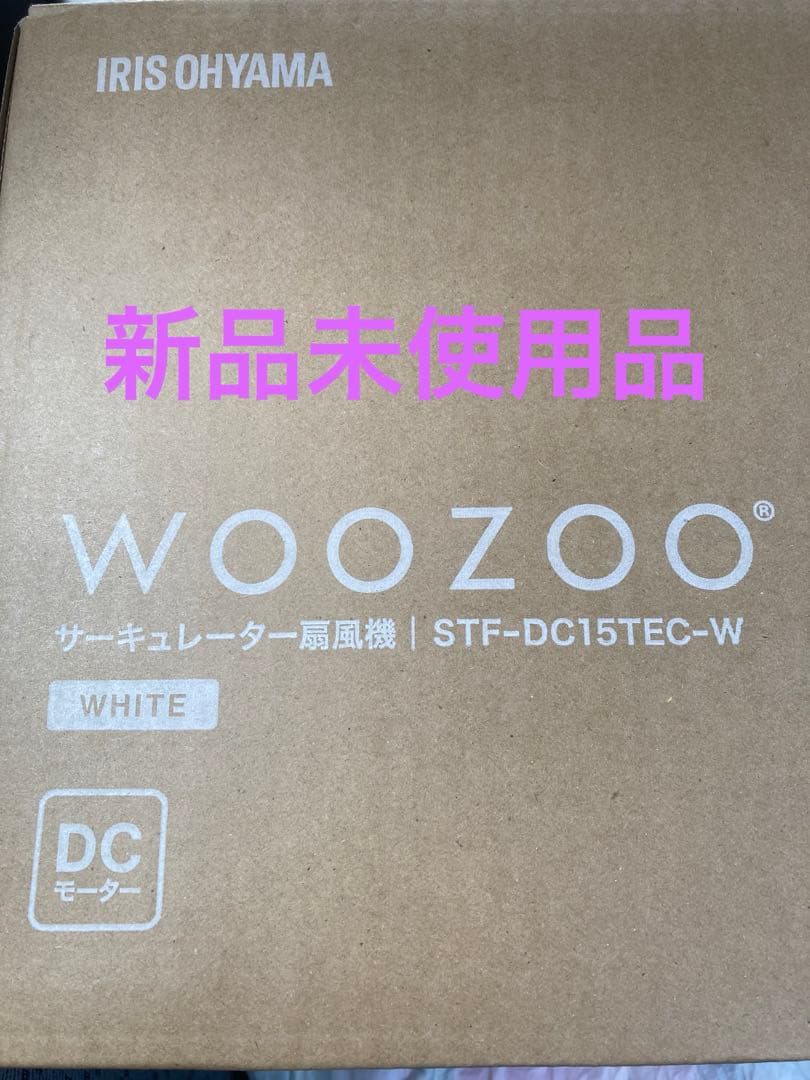 IRIS OHYAMA
新品未使用品
WOOZOO®
サーキュレーター扇風機｜STF-DC15TEC-W
WHITE
DC
モーター